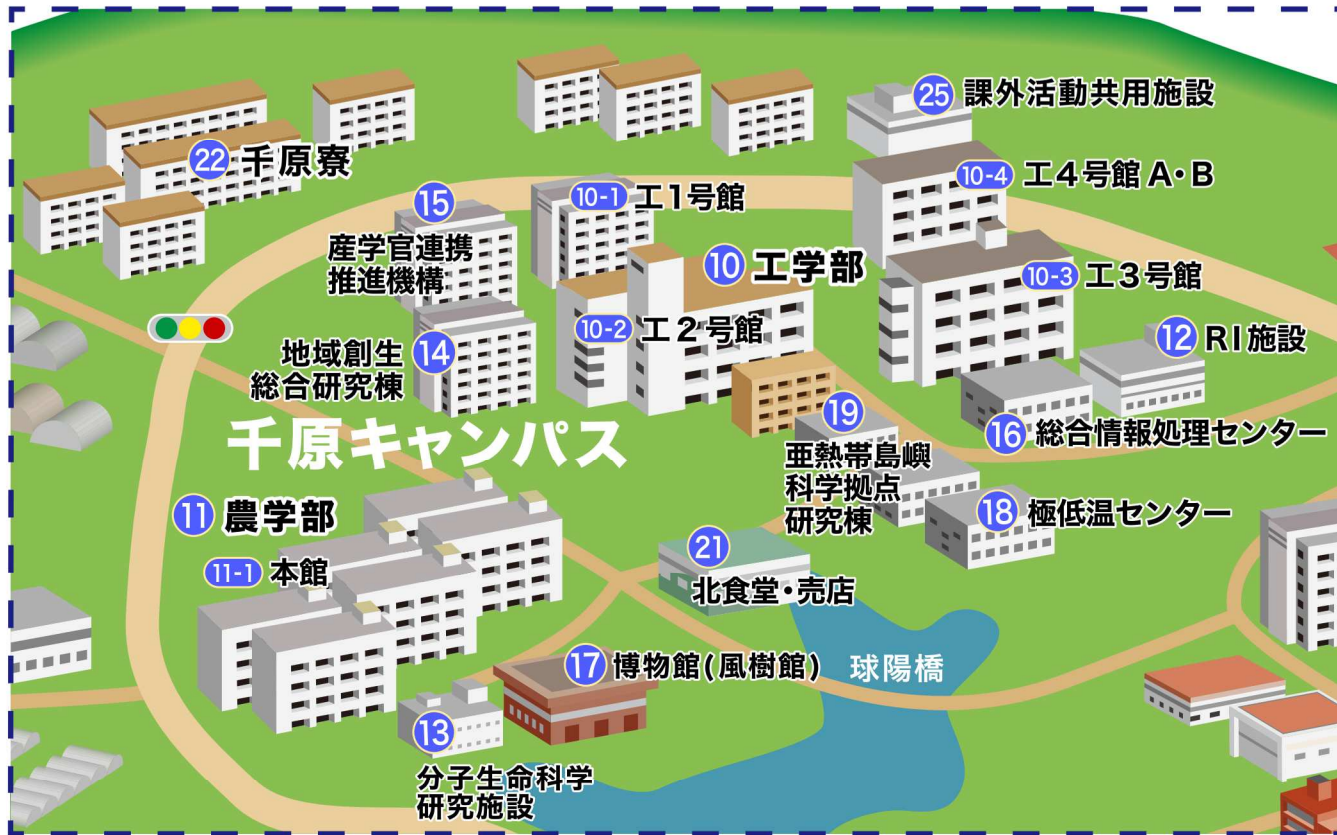 25 課外活動共用施設
22 千原寮
10-4 工4号館 A・B
15
産学官連携
推進機構
10-1 工1号館
10 工学部
10-3 工3号館
10-2 工2号館
12 RI施設
地域創生
総合研究棟
14
千原キャンパス
19
亜熱帯島嶼
科学拠点
研究棟
16 総合情報処理センター
11 農学部
18 極低温センター
11-1 本館
21
北食堂・売店
17 博物館(風樹館)
球陽橋
13
分子生命科学
研究施設